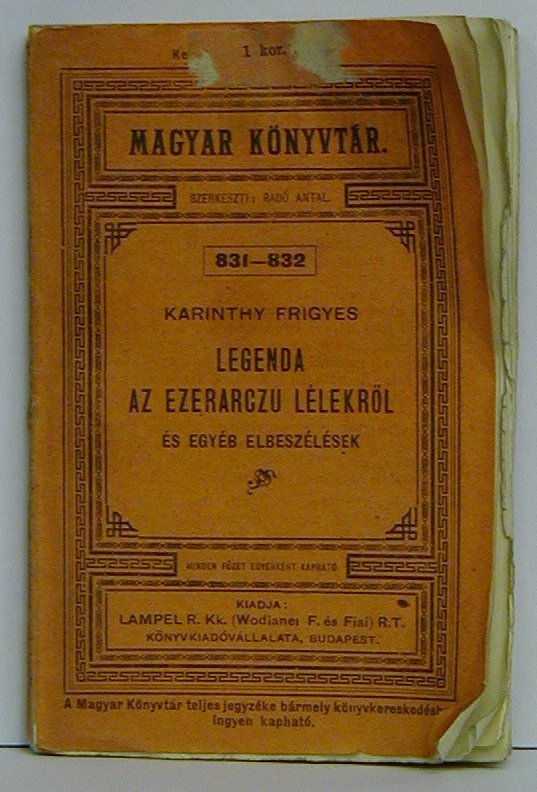 1 kor.
MAGYAR KÖNYVTÁR.
SZERKESZTI: RADÓ ANTAL.
831—832
KARINTHY FRIGYES
LEGENDA
AZ EZERARCZU LÉLEKRŐL
ÉS EGYÉB ELBESZÉLÉSEK
MINDEN FÜZET EGYENKÉNT KAPHATÓ
KIADJA:
LAMPEL R. Kk. (Wodianer F. és Fiai) R.T.
KÖNYVKIADÓVÁLLALATA, BUDAPEST.
A Magyar Könyvtár teljes jegyzéke bármely
ingyen kapható.